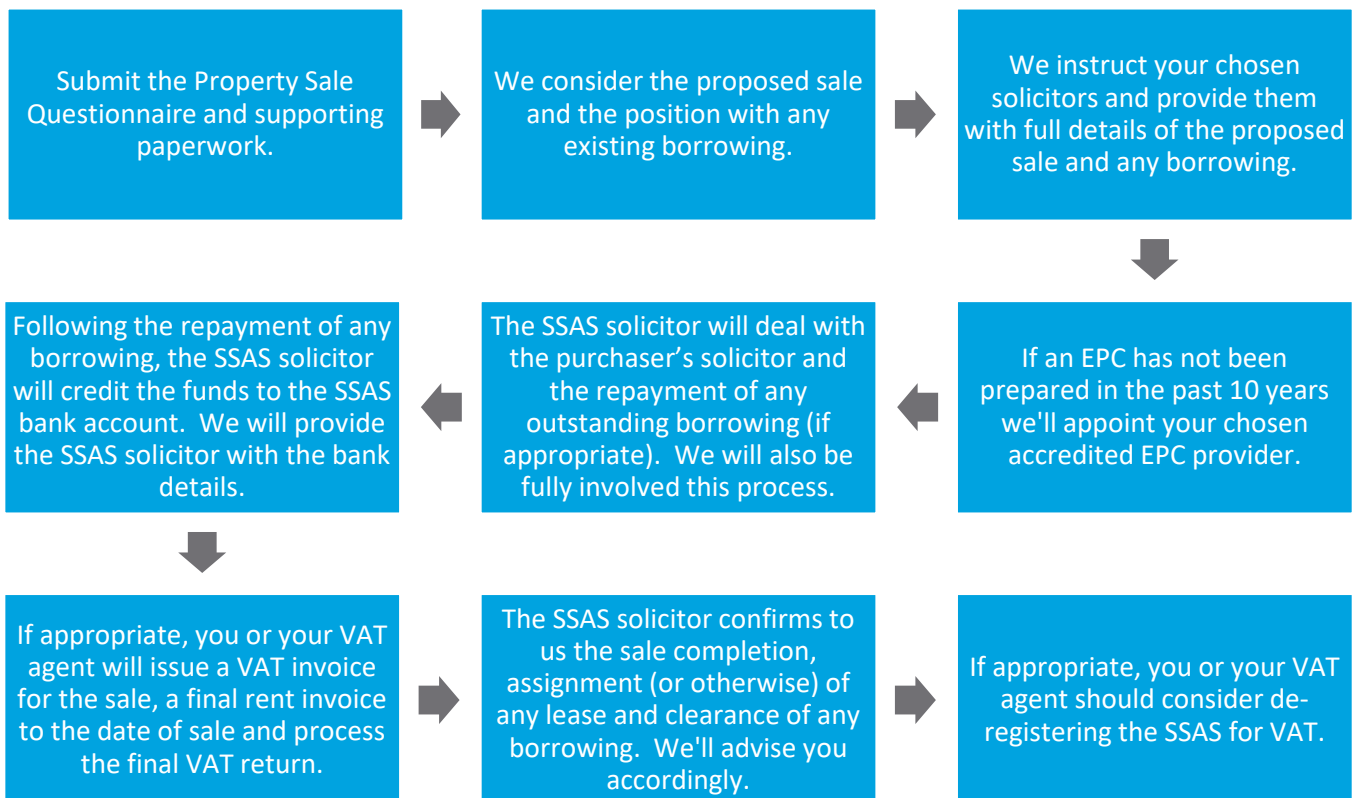 Submit the Property Sale
Questionnaire and supporting
paperwork.
We consider the proposed sale
and the position with any
existing borrowing.
We instruct your chosen
solicitors and provide them
with full details of the proposed
sale and any borrowing.
If an EPC has not been
prepared in the past 10 years
we'll appoint your chosen
accredited EPC provider.
The SSAS solicitor will deal with
the purchaser’s solicitor and
the repayment of any
outstanding borrowing (if
appropriate).  We will also be
fully involved this process.
Following the repayment of any
borrowing, the SSAS solicitor
will credit the funds to the SSAS
bank account.  We will provide
the SSAS solicitor with the bank
details.
If appropriate, you or your VAT
agent will issue a VAT invoice
for the sale, a final rent invoice
to the date of sale and process
the final VAT return.
The SSAS solicitor confirms to
us the sale completion,
assignment (or otherwise) of
any lease and clearance of any
borrowing.  We'll advise you
accordingly.
If appropriate, you or your VAT
agent should consider de-
registering the SSAS for VAT.